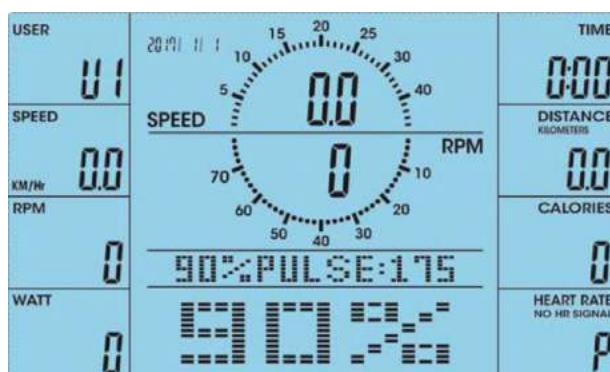 USER
U1
SPEED
KM/Hr 0.0
RPM
0
WATT
0
2017/ 1/ 1
5 10 15 20 25 30 40
SPEED 0.0
0 RPM
70 60 50 40 30 20 10
90%PULSE:175
90%
TIME
0:00
DISTANCE
KILOMETERS
0.0
CALORIES
0
HEART RATE
NO HR SIGNAL
P